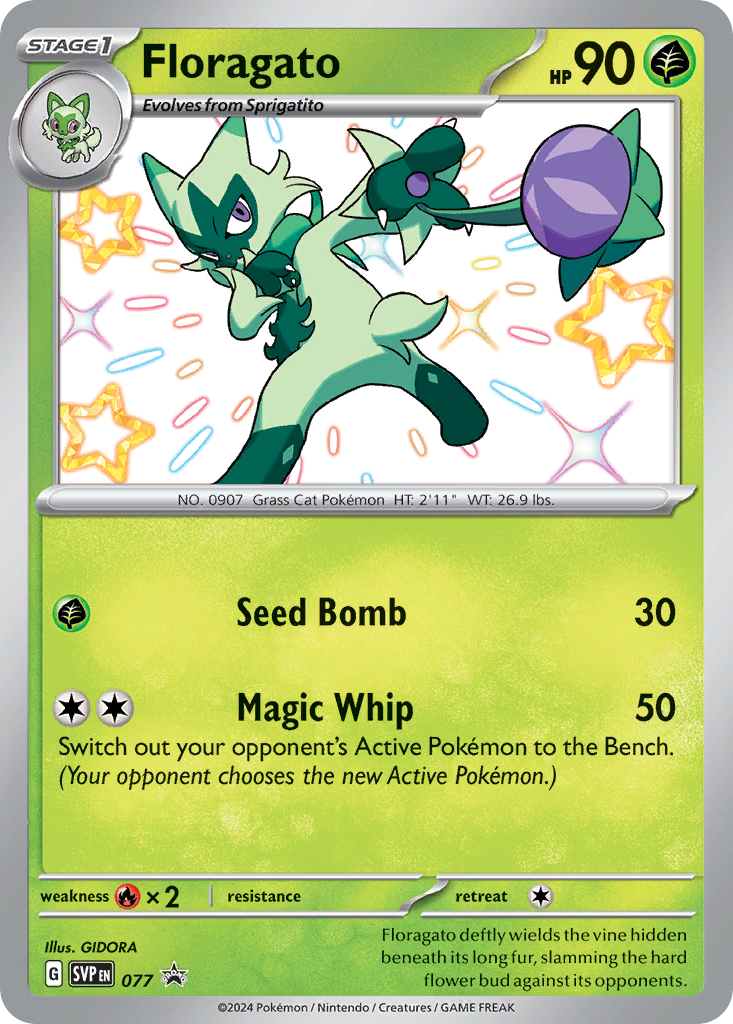 STAGE1
Floragato
HP 90
Evolves from Sprigatito
NO. 0907 Grass Cat Pokémon HT: 2'11" WT: 26.9 lbs.
Seed Bomb 30
Magic Whip 50
Switch out your opponent's Active Pokémon to the Bench.
(Your opponent chooses the new Active Pokémon.)
weakness ×2 resistance retreat
Illus. GIDORA
G SVP EN 077
Floragato deftly wields the vine hidden
beneath its long fur, slamming the hard
flower bud against its opponents.
©2024 Pokémon / Nintendo / Creatures / GAME FREAK